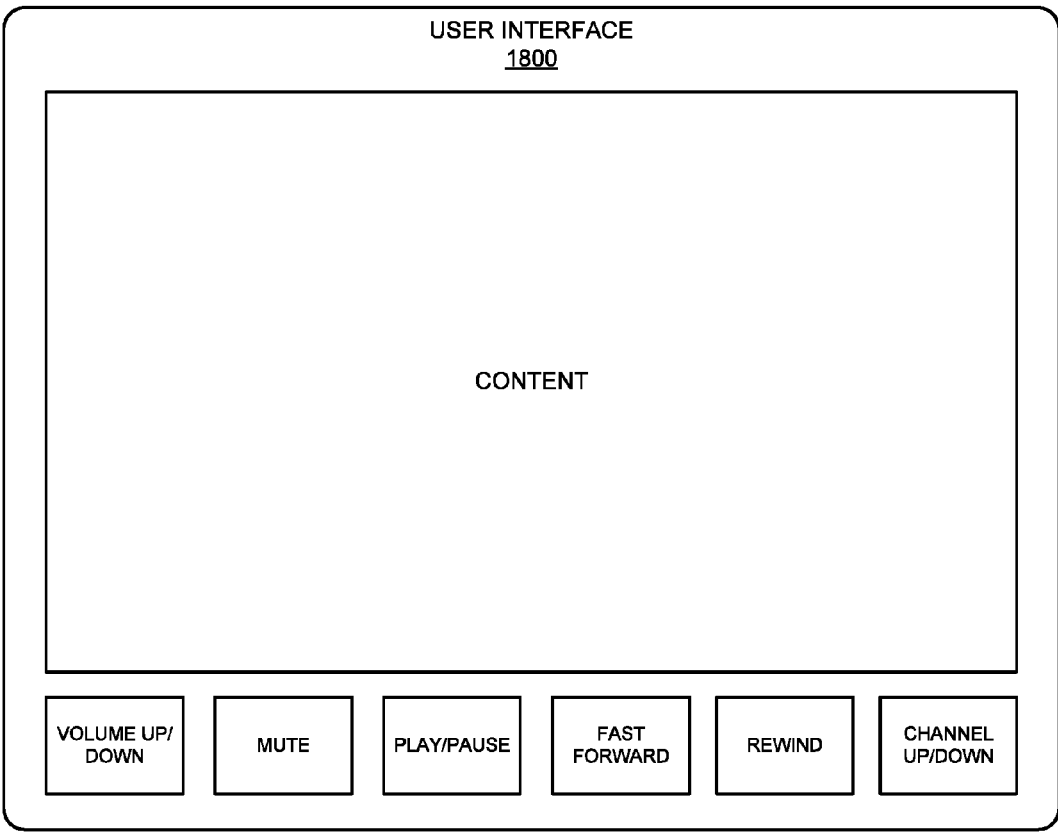 USER INTERFACE
1800
CONTENT
VOLUME UP/
DOWN
MUTE
PLAY/PAUSE
FAST
FORWARD
REWIND
CHANNEL
UP/DOWN